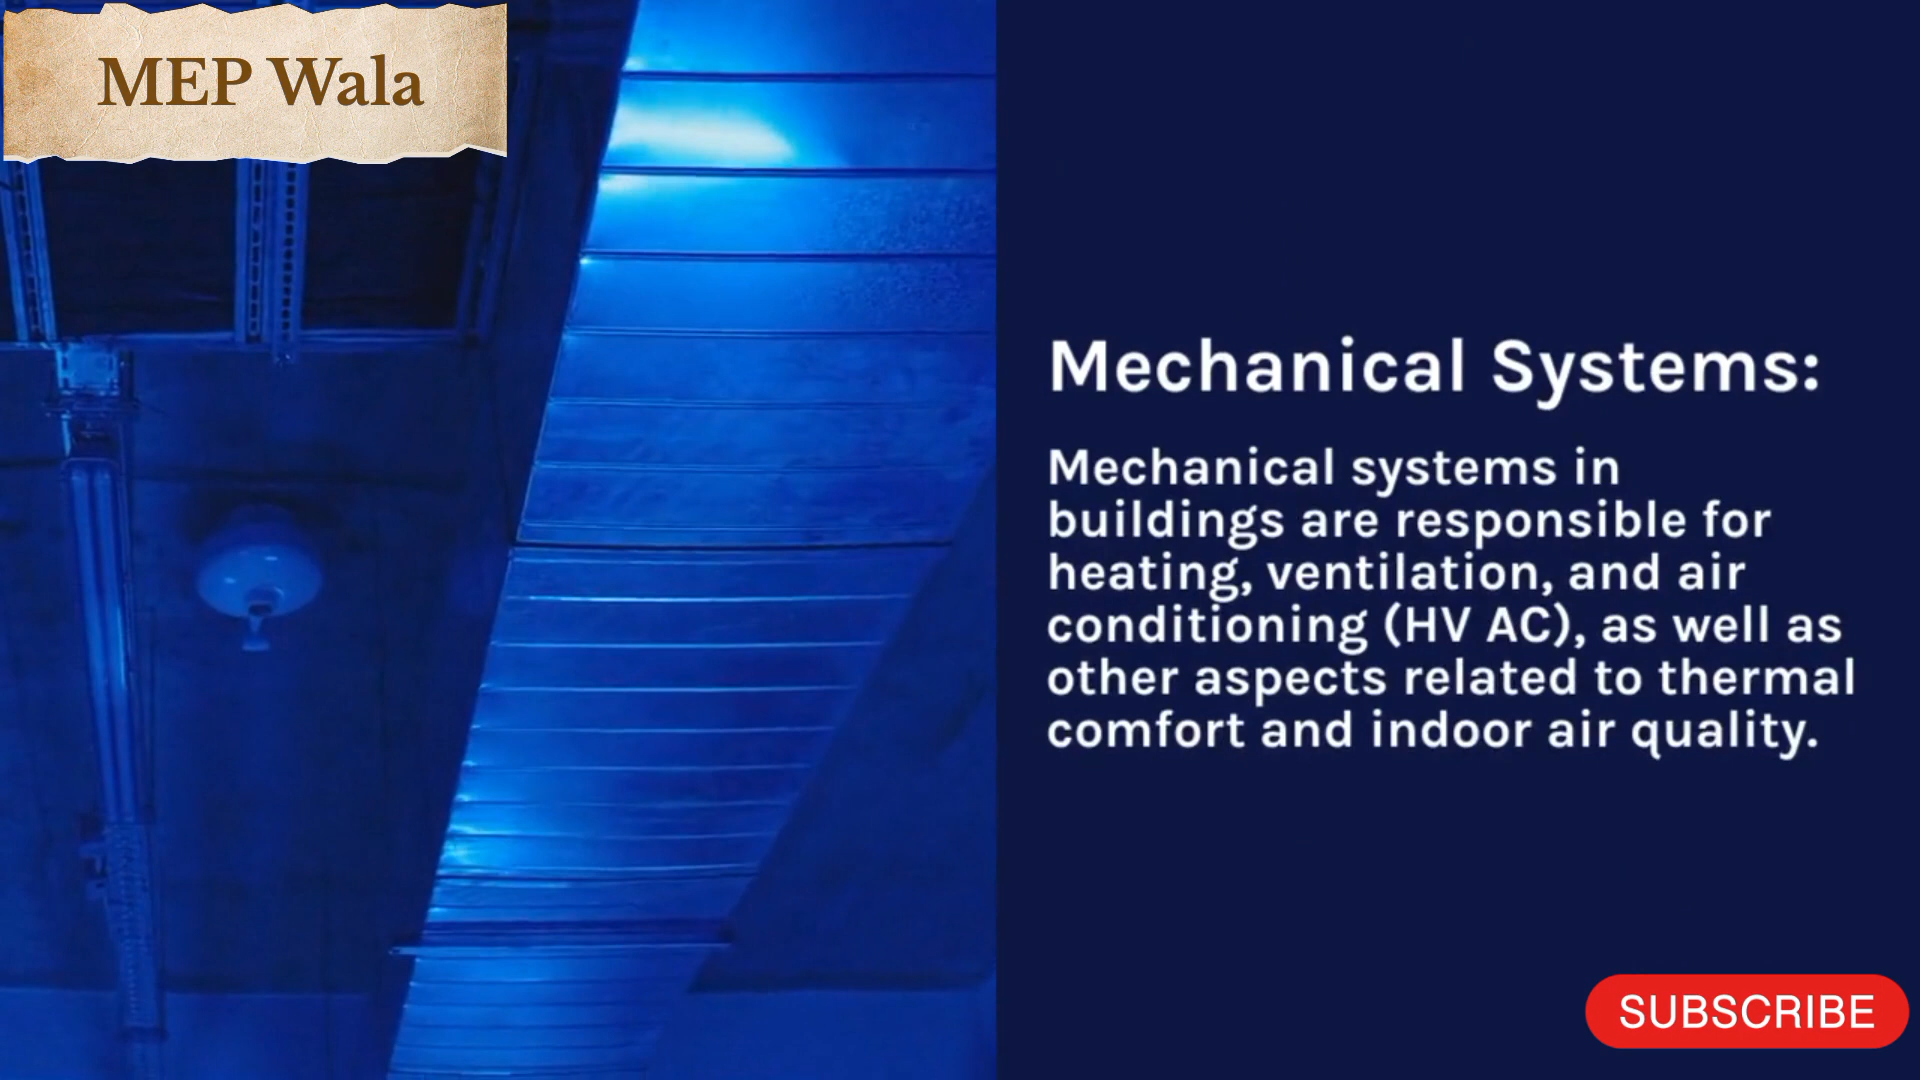 MEP Wala
Mechanical Systems:
Mechanical systems in
buildings are responsible for
heating, ventilation, and air
conditioning (HV AC), as well as
other aspects related to thermal
comfort and indoor air quality.
SUBSCRIBE